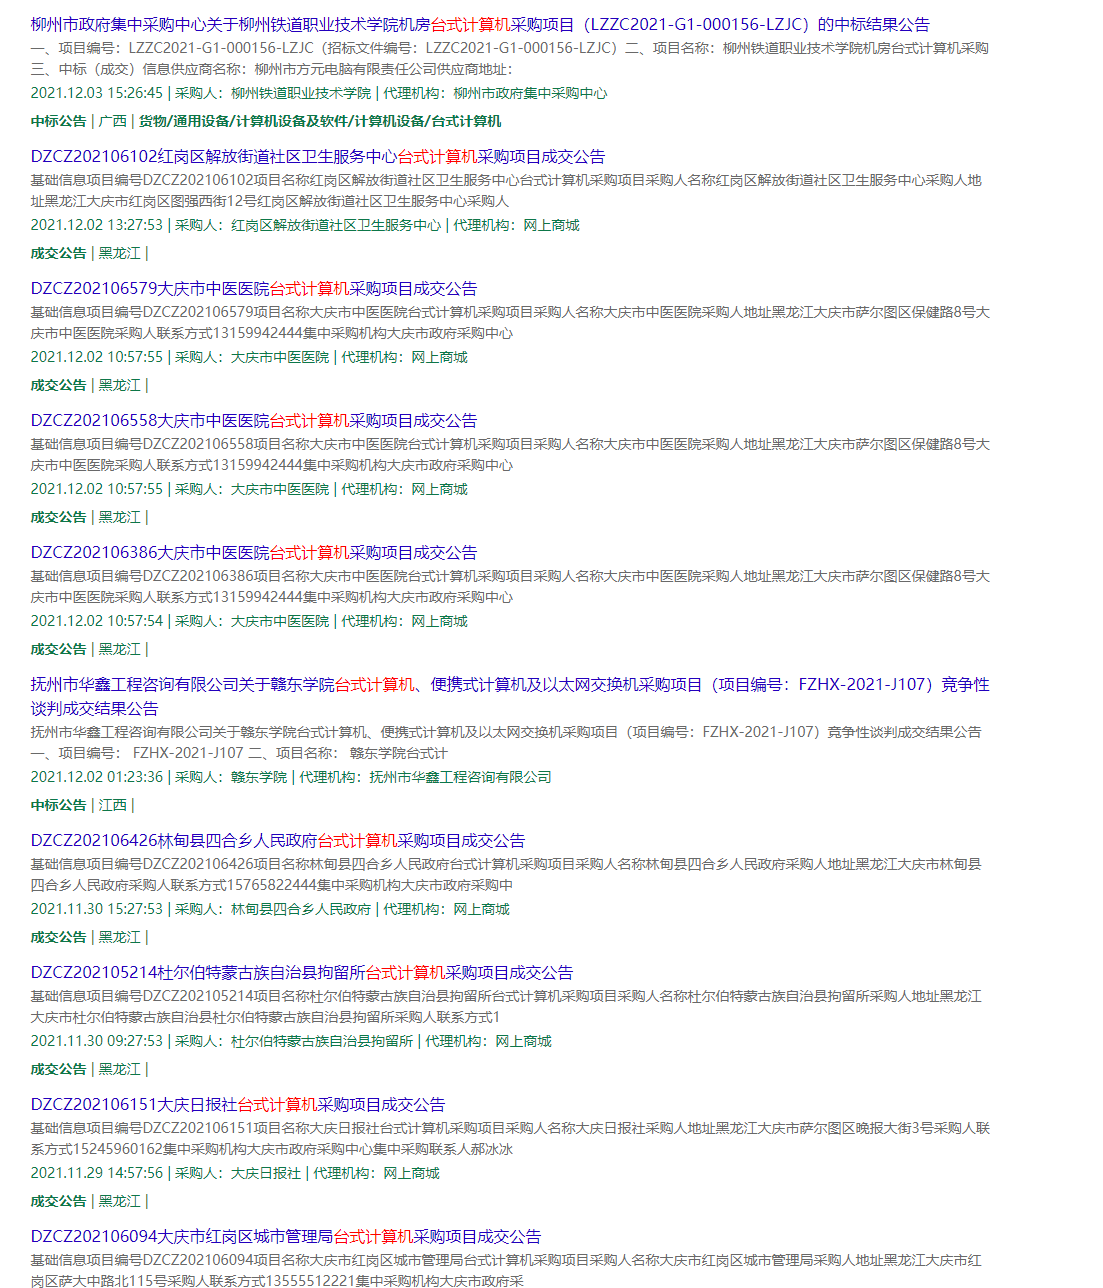 柳州市政府集中采购中心关于柳州铁道职业技术学院机房台式计算机采购项目（LZZC2021-G1-000156-LZJC）的中标结果公告
一、项目编号：LZZC2021-G1-000156-LZJC（招标文件编号：LZZC2021-G1-000156-LZJC）二、项目名称：柳州铁道职业技术学院机房台式计算机采购
三、中标（成交）信息供应商名称：柳州市方元电脑有限责任公司供应商地址：
2021.12.03 15:26:45 | 采购人：柳州铁道职业技术学院 | 代理机构：柳州市政府集中采购中心
中标公告 | 广西 | 货物/通用设备/计算机设备及软件/计算机设备/台式计算机
DZCZ202106102红岗区解放街道社区卫生服务中心台式计算机采购项目成交公告
基础信息项目编号DZCZ202106102项目名称红岗区解放街道社区卫生服务中心台式计算机采购项目采购人名称红岗区解放街道社区卫生服务中心采购人地
址黑龙江大庆市红岗区图强西街12号红岗区解放街道社区卫生服务中心采购人
2021.12.02 13:27:53 | 采购人：红岗区解放街道社区卫生服务中心 | 代理机构：网上商城
成交公告 | 黑龙江 |
DZCZ202106579大庆市中医医院台式计算机采购项目成交公告
基础信息项目编号DZCZ202106579项目名称大庆市中医医院台式计算机采购项目采购人名称大庆市中医医院采购人地址黑龙江大庆市萨尔图区保健路8号大
庆市中医医院采购人联系方式13159942444集中采购机构大庆市政府采购中心
2021.12.02 10:57:55 | 采购人：大庆市中医医院 | 代理机构：网上商城
成交公告 | 黑龙江 |
DZCZ202106558大庆市中医医院台式计算机采购项目成交公告
基础信息项目编号DZCZ202106558项目名称大庆市中医医院台式计算机采购项目采购人名称大庆市中医医院采购人地址黑龙江大庆市萨尔图区保健路8号大
庆市中医医院采购人联系方式13159942444集中采购机构大庆市政府采购中心
2021.12.02 10:57:55 | 采购人：大庆市中医医院 | 代理机构：网上商城
成交公告 | 黑龙江 |
DZCZ202106386大庆市中医医院台式计算机采购项目成交公告
基础信息项目编号DZCZ202106386项目名称大庆市中医医院台式计算机采购项目采购人名称大庆市中医医院采购人地址黑龙江大庆市萨尔图区保健路8号大
庆市中医医院采购人联系方式13159942444集中采购机构大庆市政府采购中心
2021.12.02 10:57:54 | 采购人：大庆市中医医院 | 代理机构：网上商城
成交公告 | 黑龙江 |
抚州市华鑫工程咨询有限公司关于赣东学院台式计算机、便携式计算机及以太网交换机采购项目（项目编号：FZHX-2021-J107）竞争性
谈判成交结果公告
抚州市华鑫工程咨询有限公司关于赣东学院台式计算机、便携式计算机及以太网交换机采购项目（项目编号：FZHX-2021-J107）竞争性谈判成交结果公告
一、项目编号： FZHX-2021-J107 二、项目名称： 赣东学院台式计
2021.12.02 01:23:36 | 采购人：赣东学院 | 代理机构：抚州市华鑫工程咨询有限公司
中标公告 | 江西 |
DZCZ202106426林甸县四合乡人民政府台式计算机采购项目成交公告
基础信息项目编号DZCZ202106426项目名称林甸县四合乡人民政府台式计算机采购项目采购人名称林甸县四合乡人民政府采购人地址黑龙江大庆市林甸县
四合乡人民政府采购人联系方式15765822444集中采购机构大庆市政府采购中
2021.11.30 15:27:53 | 采购人：林甸县四合乡人民政府 | 代理机构：网上商城
成交公告 | 黑龙江 |
DZCZ202105214杜尔伯特蒙古族自治县拘留所台式计算机采购项目成交公告
基础信息项目编号DZCZ202105214项目名称杜尔伯特蒙古族自治县拘留所台式计算机采购项目采购人名称杜尔伯特蒙古族自治县拘留所采购人地址黑龙江
大庆市杜尔伯特蒙古族自治县杜尔伯特蒙古族自治县拘留所采购人联系方式1
2021.11.30 09:27:53 | 采购人：杜尔伯特蒙古族自治县拘留所 | 代理机构：网上商城
成交公告 | 黑龙江 |
DZCZ202106151大庆日报社台式计算机采购项目成交公告
基础信息项目编号DZCZ202106151项目名称大庆日报社台式计算机采购项目采购人名称大庆日报社采购人地址黑龙江大庆市萨尔图区晚报大街3号采购人联
系方式15245960162集中采购机构大庆市政府采购中心集中采购联系人郝冰冰
2021.11.29 14:57:56 | 采购人：大庆日报社 | 代理机构：网上商城
成交公告 | 黑龙江 |
DZCZ202106094大庆市红岗区城市管理局台式计算机采购项目成交公告
基础信息项目编号DZCZ202106094项目名称大庆市红岗区城市管理局台式计算机采购项目采购人名称大庆市红岗区城市管理局采购人地址黑龙江大庆市红
岗区萨大中路北115号采购人联系方式13555512221集中采购机构大庆市政府采